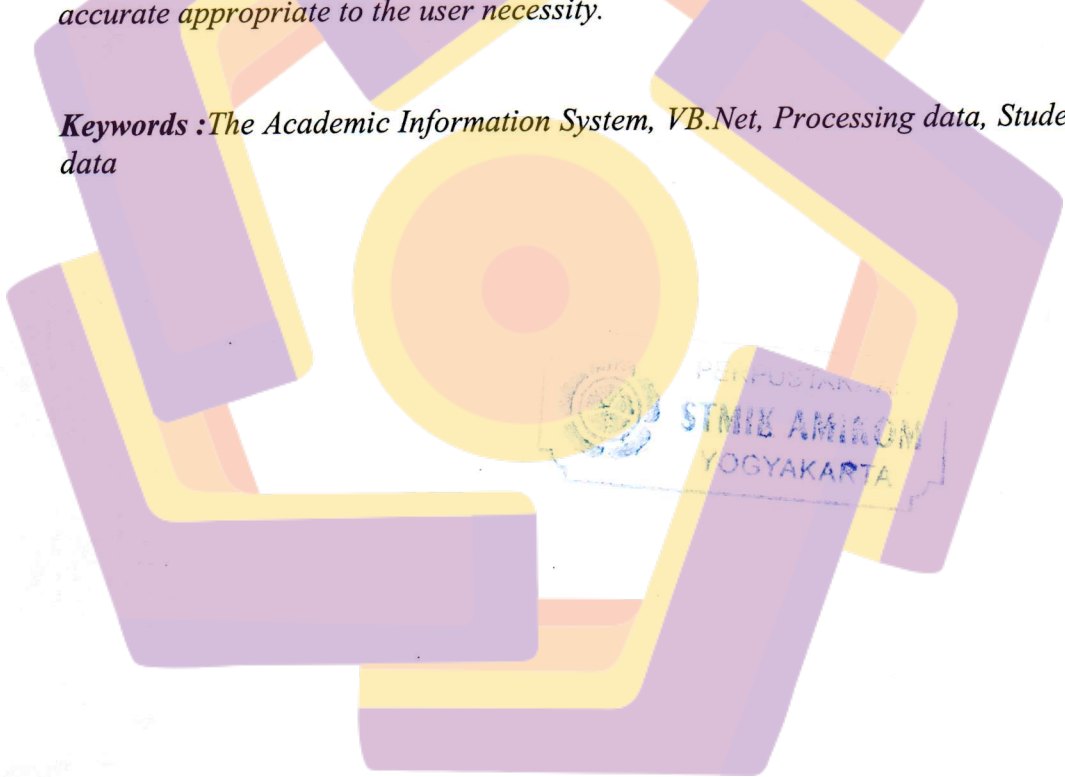 accurate appropriate to the user necessity.
Keywords :The Academic Information System, VB.Net, Processing data, Stude
data
PERPUSTAKAAN
STMIK AMIKOM
YOGYAKARTA